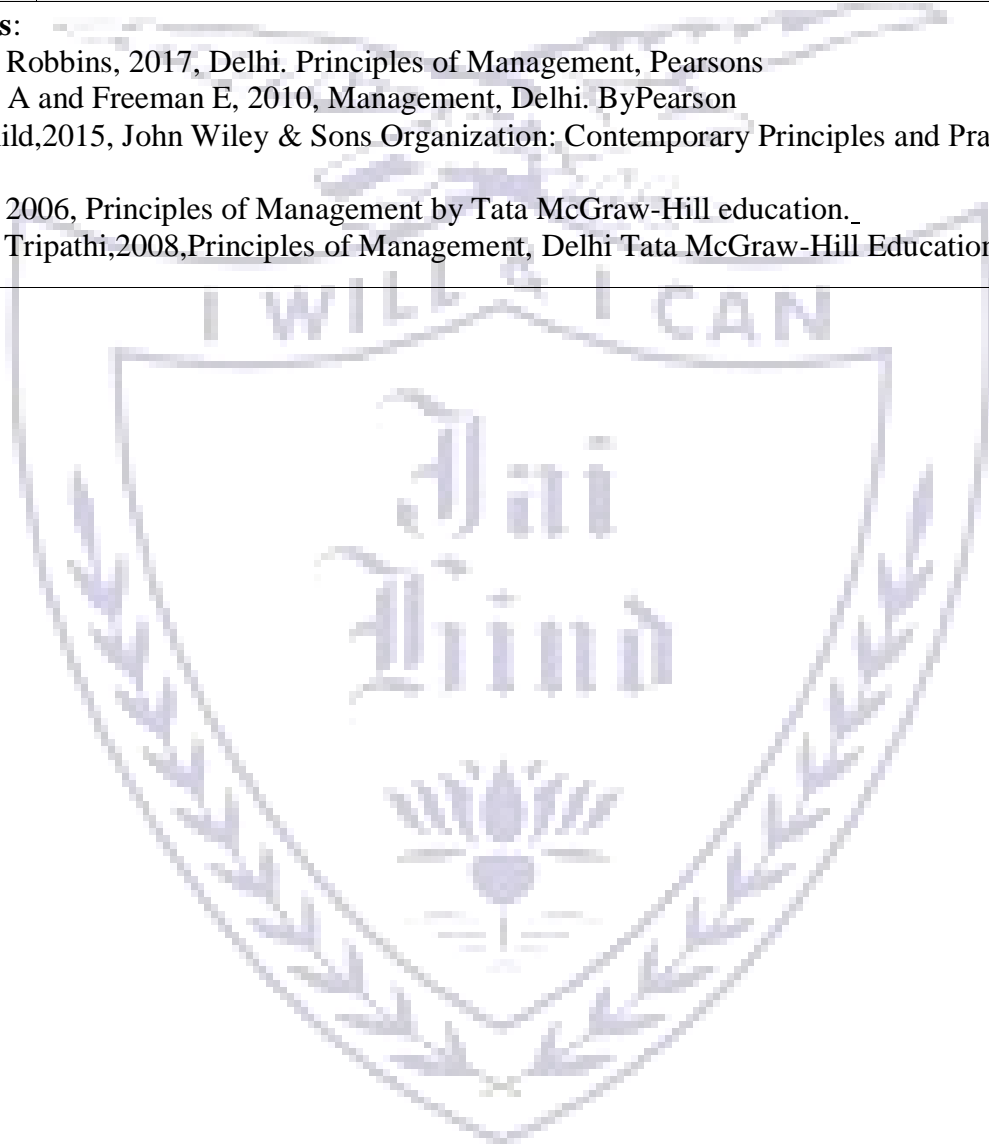 s:
Robbins, 2017, Delhi. Principles of Management, Pearsons
A and Freeman E, 2010, Management, Delhi. ByPearson
ild,2015, John Wiley & Sons Organization: Contemporary Principles and Pra
2006, Principles of Management by Tata McGraw-Hill education.
Tripathi,2008,Principles of Management, Delhi Tata McGraw-Hill Education
I WILL & I CAN
Jai
Hind